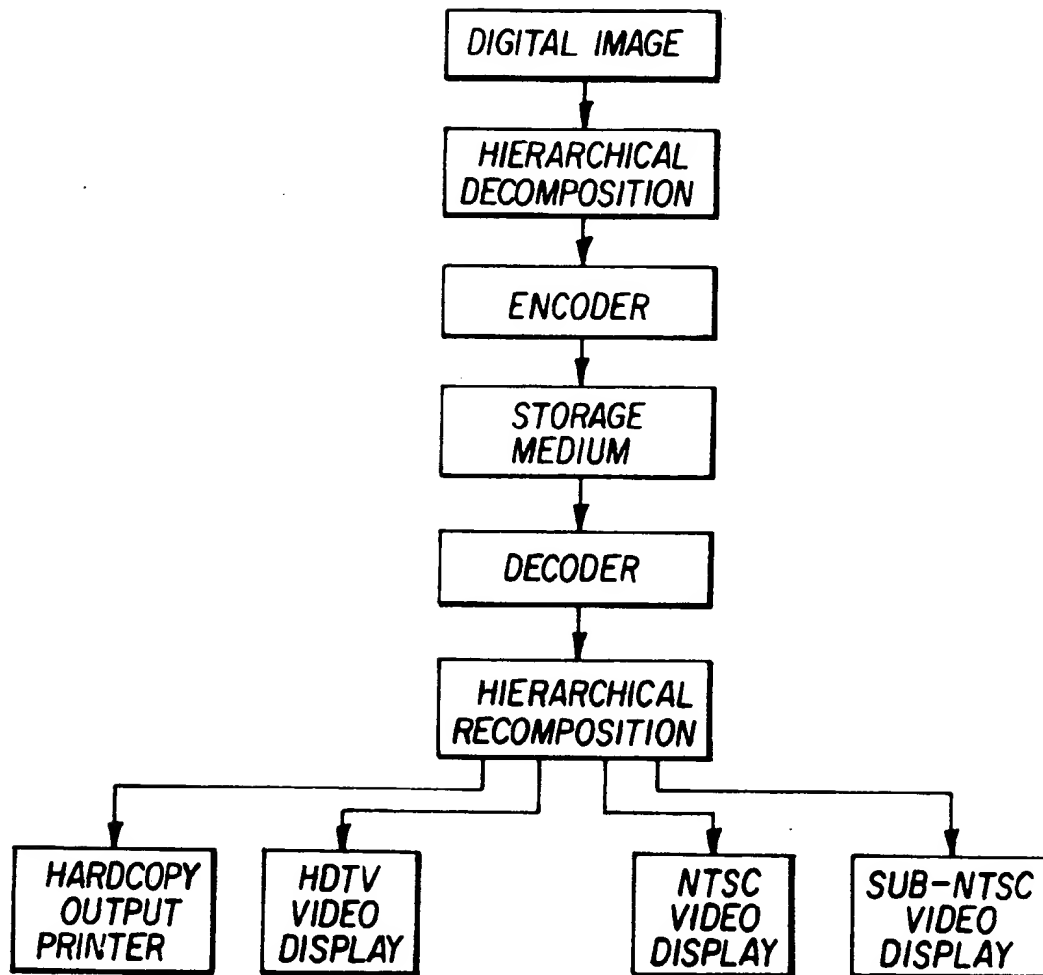 DIGITAL IMAGE
HIERARCHICAL
DECOMPOSITION
ENCODER
STORAGE
MEDIUM
DECODER
HIERARCHICAL
RECOMPOSITION
HARDCOPY
OUTPUT
PRINTER
HDTV
VIDEO
DISPLAY
NTSC
VIDEO
DISPLAY
SUB-NTSC
VIDEO
DISPLAY